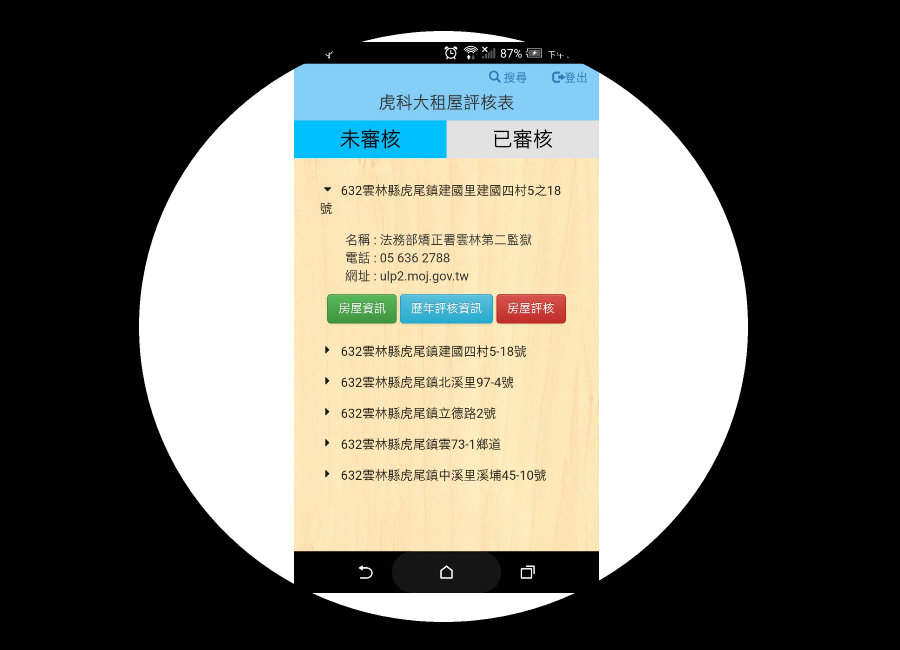 87%
搜尋 登出
虎科大租屋評核表
未審核 已審核
632雲林縣虎尾鎮建國里建國四村5之18
號
名稱 : 法務部矯正署雲林第二監獄
電話 : 05 636 2788
網址 : ulp2.moj.gov.tw
房屋資訊 歷年評核資訊 房屋評核
632雲林縣虎尾鎮建國四村5-18號
632雲林縣虎尾鎮北溪里97-4號
632雲林縣虎尾鎮立德路2號
632雲林縣虎尾鎮雲73-1鄉道
632雲林縣虎尾鎮中溪里溪埔45-10號